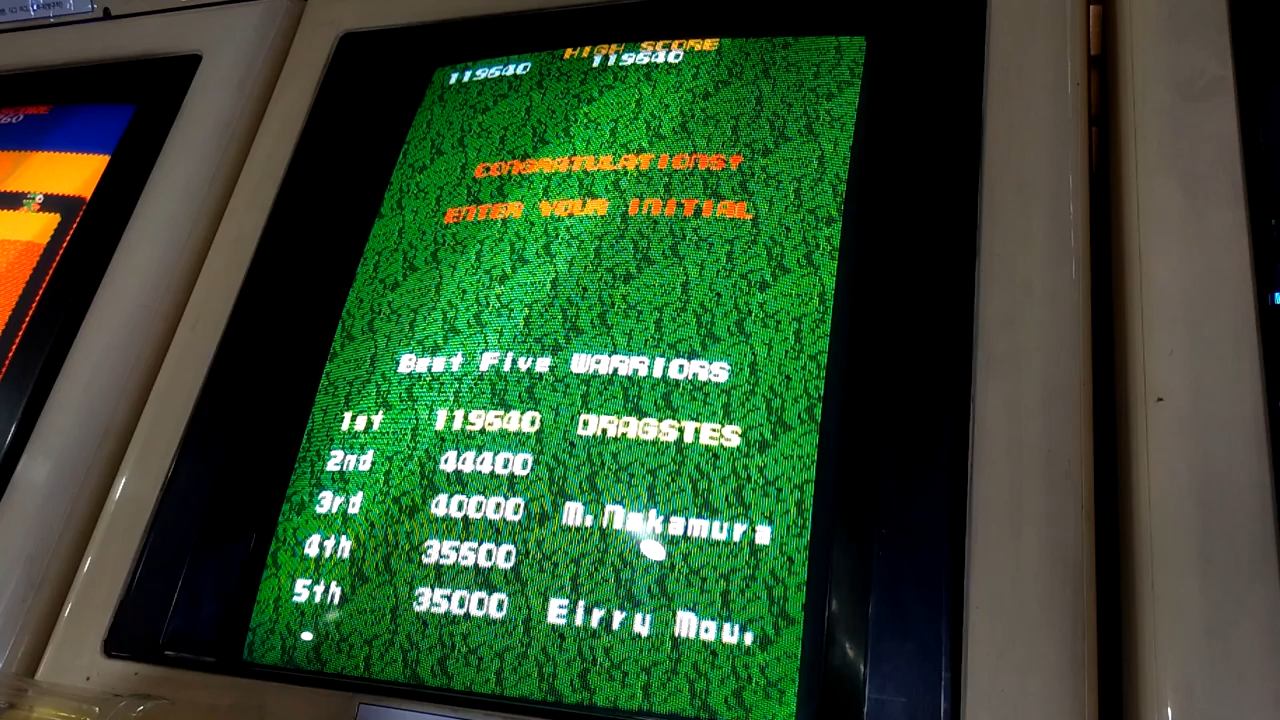 HIGH SCORE
119640 119640
CONGRATULATIONS!
ENTER YOUR INITIAL
Best Five WARRIORS
1st 119640 DRAGSTES
2nd 44400
3rd 40000 M.Nakamura
4th 35600
5th 35000 Eirry Mou.
SCORE